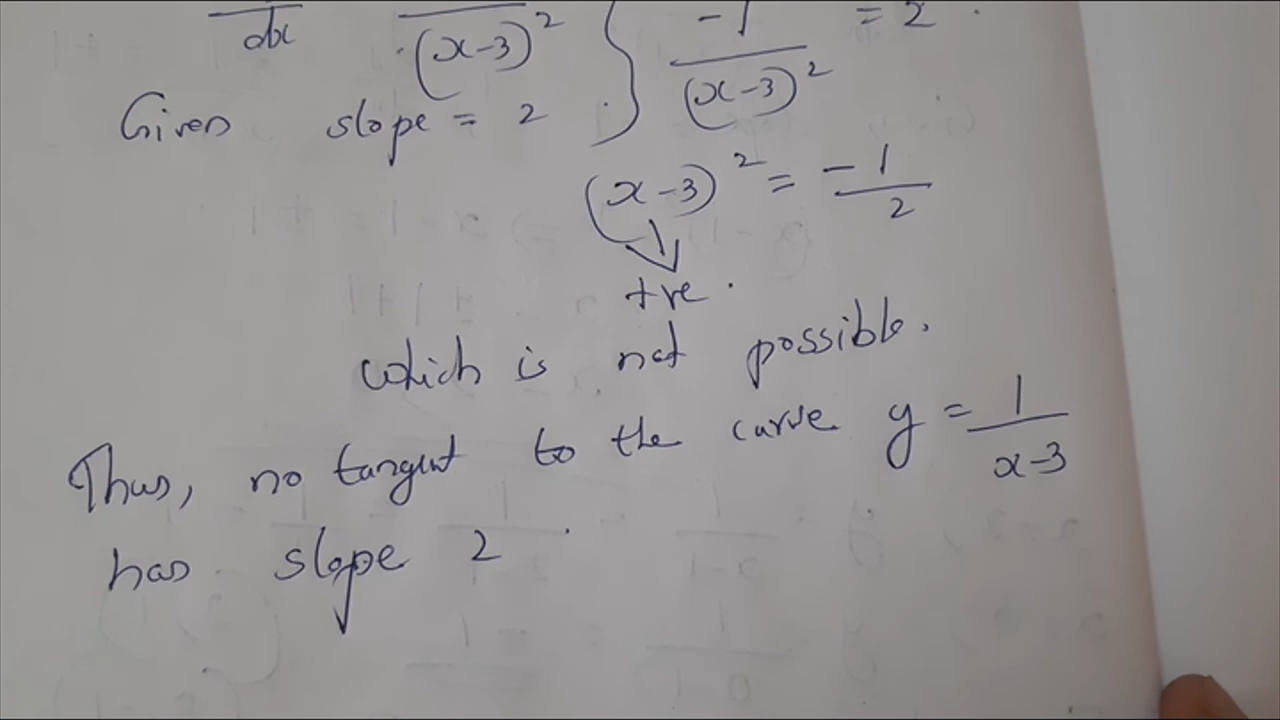 dx (x-3)² } -1/(x-3)² = 2 .
Given slope = 2
(x-3)² = -1/2
+ve .
which is not possible.
Thus, no tangent to the curve y = 1/(x-3)
has slope 2 .